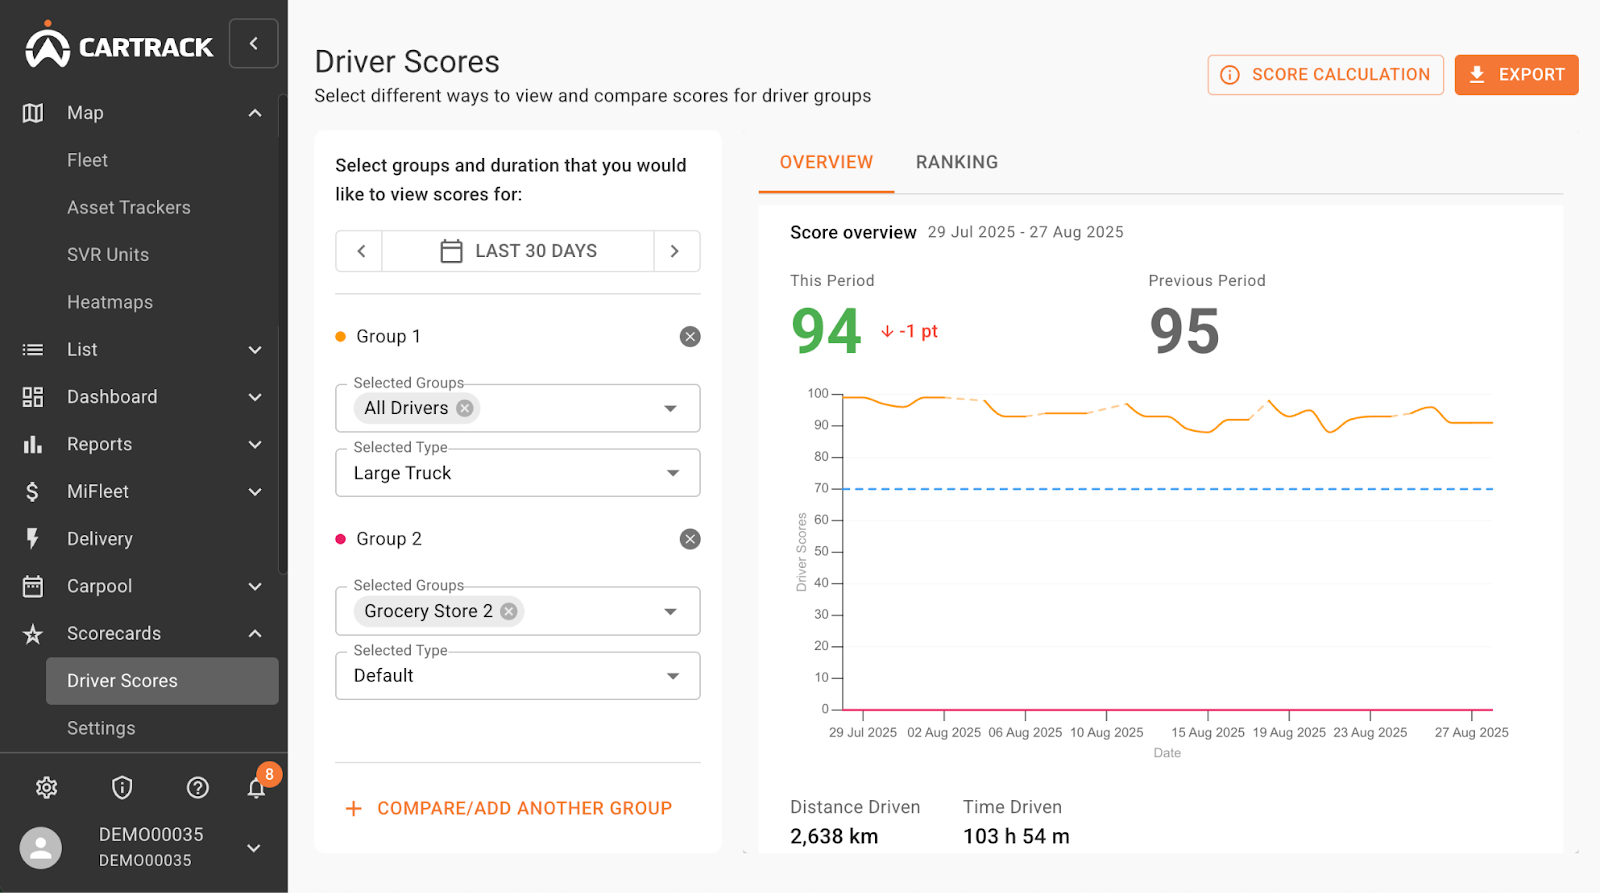 CARTRACK
Map
Fleet
Asset Trackers
SVR Units
Heatmaps
List
Dashboard
Reports
MiFleet
Delivery
Carpool
Scorecards
Driver Scores
Settings
8
DEMO00035
DEMO00035
Driver Scores
Select different ways to view and compare scores for driver groups
SCORE CALCULATION
EXPORT
Select groups and duration that you would
like to view scores for:
LAST 30 DAYS
Group 1
Selected Groups
All Drivers
Selected Type
Large Truck
Group 2
Selected Groups
Grocery Store 2
Selected Type
Default
+ COMPARE/ADD ANOTHER GROUP
OVERVIEW RANKING
Score overview 29 Jul 2025 - 27 Aug 2025
This Period Previous Period
94 ↓ -1 pt 95
100
90
80
70
60
50
40
30
20
10
0
Driver Scores
29 Jul 2025 02 Aug 2025 06 Aug 2025 10 Aug 2025 15 Aug 2025 19 Aug 2025 23 Aug 2025 27 Aug 2025
Date
Distance Driven Time Driven
2,638 km 103 h 54 m